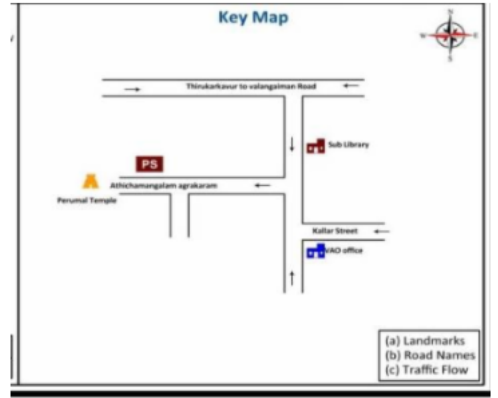 Key Map
N
W E
S
Thirukarkavur to valangaiman Road
Sub Library
PS
Athichamangalam agrakaram
Perumal Temple
Kallar Street
VAO office
(a) Landmarks
(b) Road Names
(c) Traffic Flow